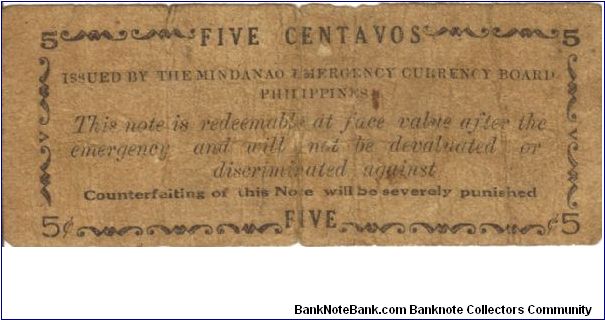 5 FIVE CENTAVOS 5
ISSUED BY THE MINDANAO EMERGENCY CURRENCY BOARD
PHILIPPINES
This note is redeemable at face value after the
emergency and will not be devaluated or
discriminated against
Counterfeiting of this Note will be severely punished
V V
5¢ FIVE ¢5
BankNoteBank.com Banknote Collectors Community